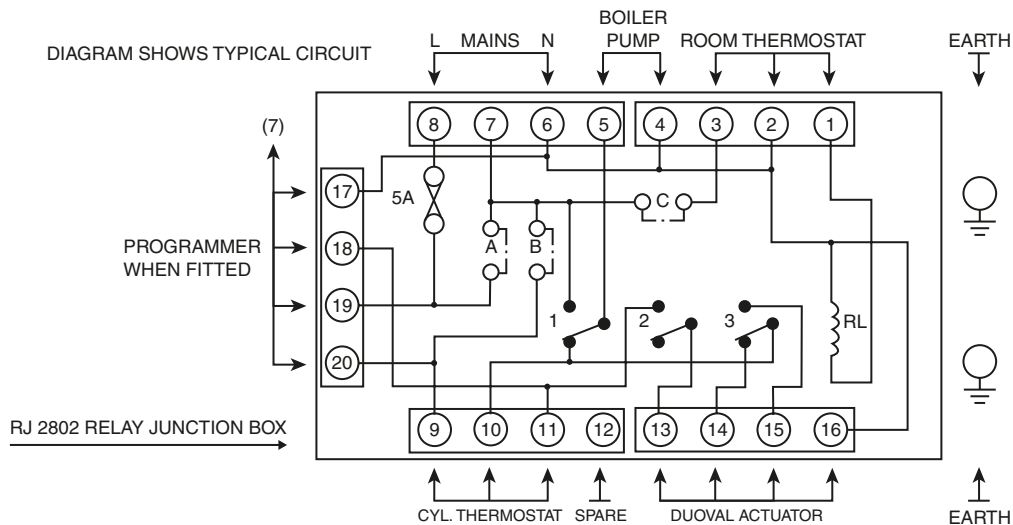 BOILER
DIAGRAM SHOWS TYPICAL CIRCUIT L MAINS N PUMP ROOM THERMOSTAT EARTH
8 7 6 5 4 3 2 1
(7)
17
5A C
18 A B
PROGRAMMER
WHEN FITTED
19
1 2 3 RL
20
RJ 2802 RELAY JUNCTION BOX
9 10 11 12 13 14 15 16
CYL. THERMOSTAT SPARE DUOVAL ACTUATOR EARTH